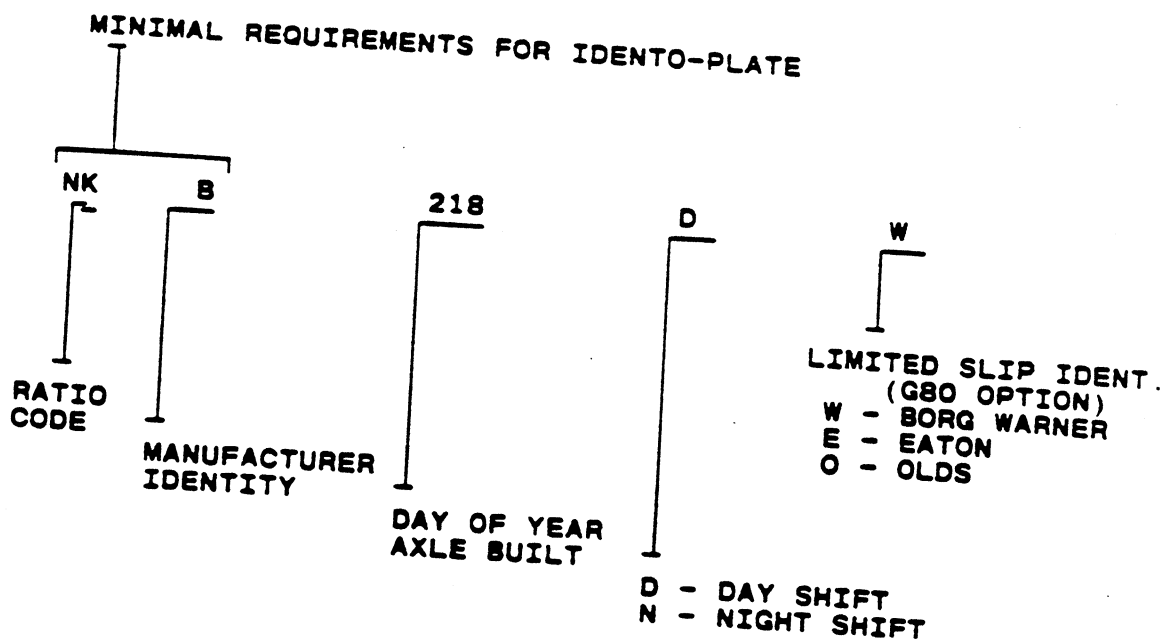 MINIMAL REQUIREMENTS FOR IDENTO-PLATE
NK B 218 D W
RATIO
CODE
MANUFACTURER
IDENTITY
DAY OF YEAR
AXLE BUILT
D - DAY SHIFT
N - NIGHT SHIFT
LIMITED SLIP IDENT.
(G80 OPTION)
W - BORG WARNER
E - EATON
O - OLDS